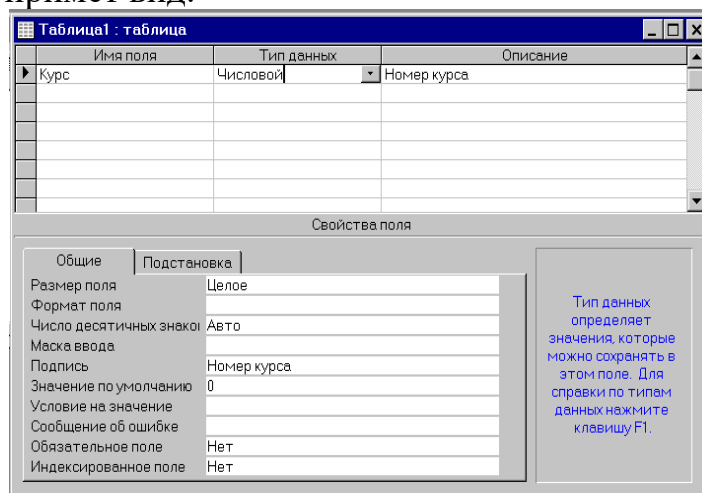 примет вид:
Таблица1 : таблица
Имя поля Тип данных Описание
Курс Числовой Номер курса
Свойства поля
Общие Подстановка
Размер поля Целое
Формат поля
Число десятичных знаков Авто
Маска ввода
Подпись Номер курса
Значение по умолчанию 0
Условие на значение
Сообщение об ошибке
Обязательное поле Нет
Индексированное поле Нет
Тип данных
определяет
значения, которые
можно сохранять в
этом поле. Для
справки по типам
данных нажмите
клавишу F1.